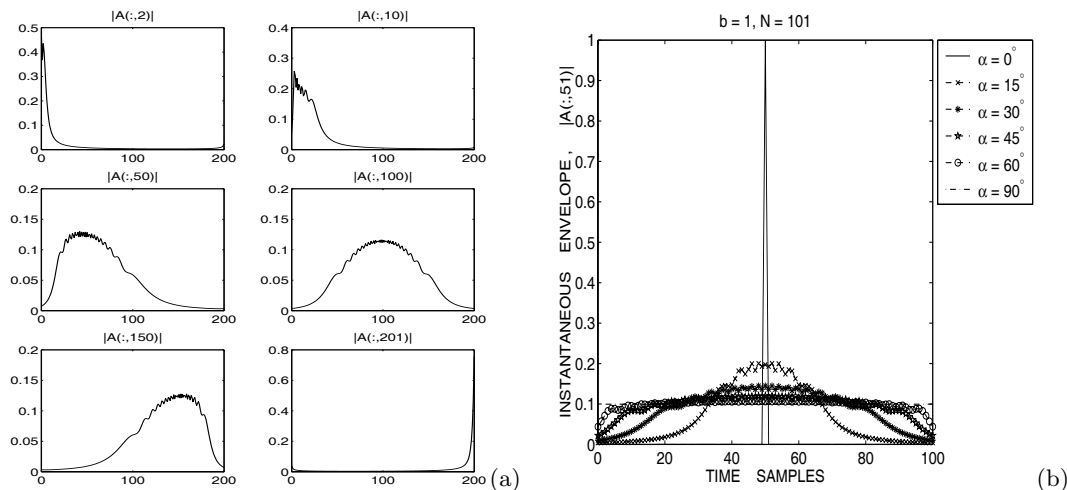 |A(:,2)|
0.5
0.4
0.3
0.2
0.1
0
0 100 200
|A(:,10)|
0.4
0.3
0.2
0.1
0
0 100 200
|A(:,50)|
0.2
0.15
0.1
0.05
0
0 100 200
|A(:,100)|
0.2
0.15
0.1
0.05
0
0 100 200
|A(:,150)|
0.2
0.15
0.1
0.05
0
0 100 200
|A(:,201)|
0.8
0.6
0.4
0.2
0
0 100 200
(a)
b = 1, N = 101
INSTANTANEOUS ENVELOPE, |A(:,51)|
1
0.9
0.8
0.7
0.6
0.5
0.4
0.3
0.2
0.1
0
0 20 40 60 80 100
TIME SAMPLES
α = 0°
α = 15°
α = 30°
α = 45°
α = 60°
α = 90°
(b)